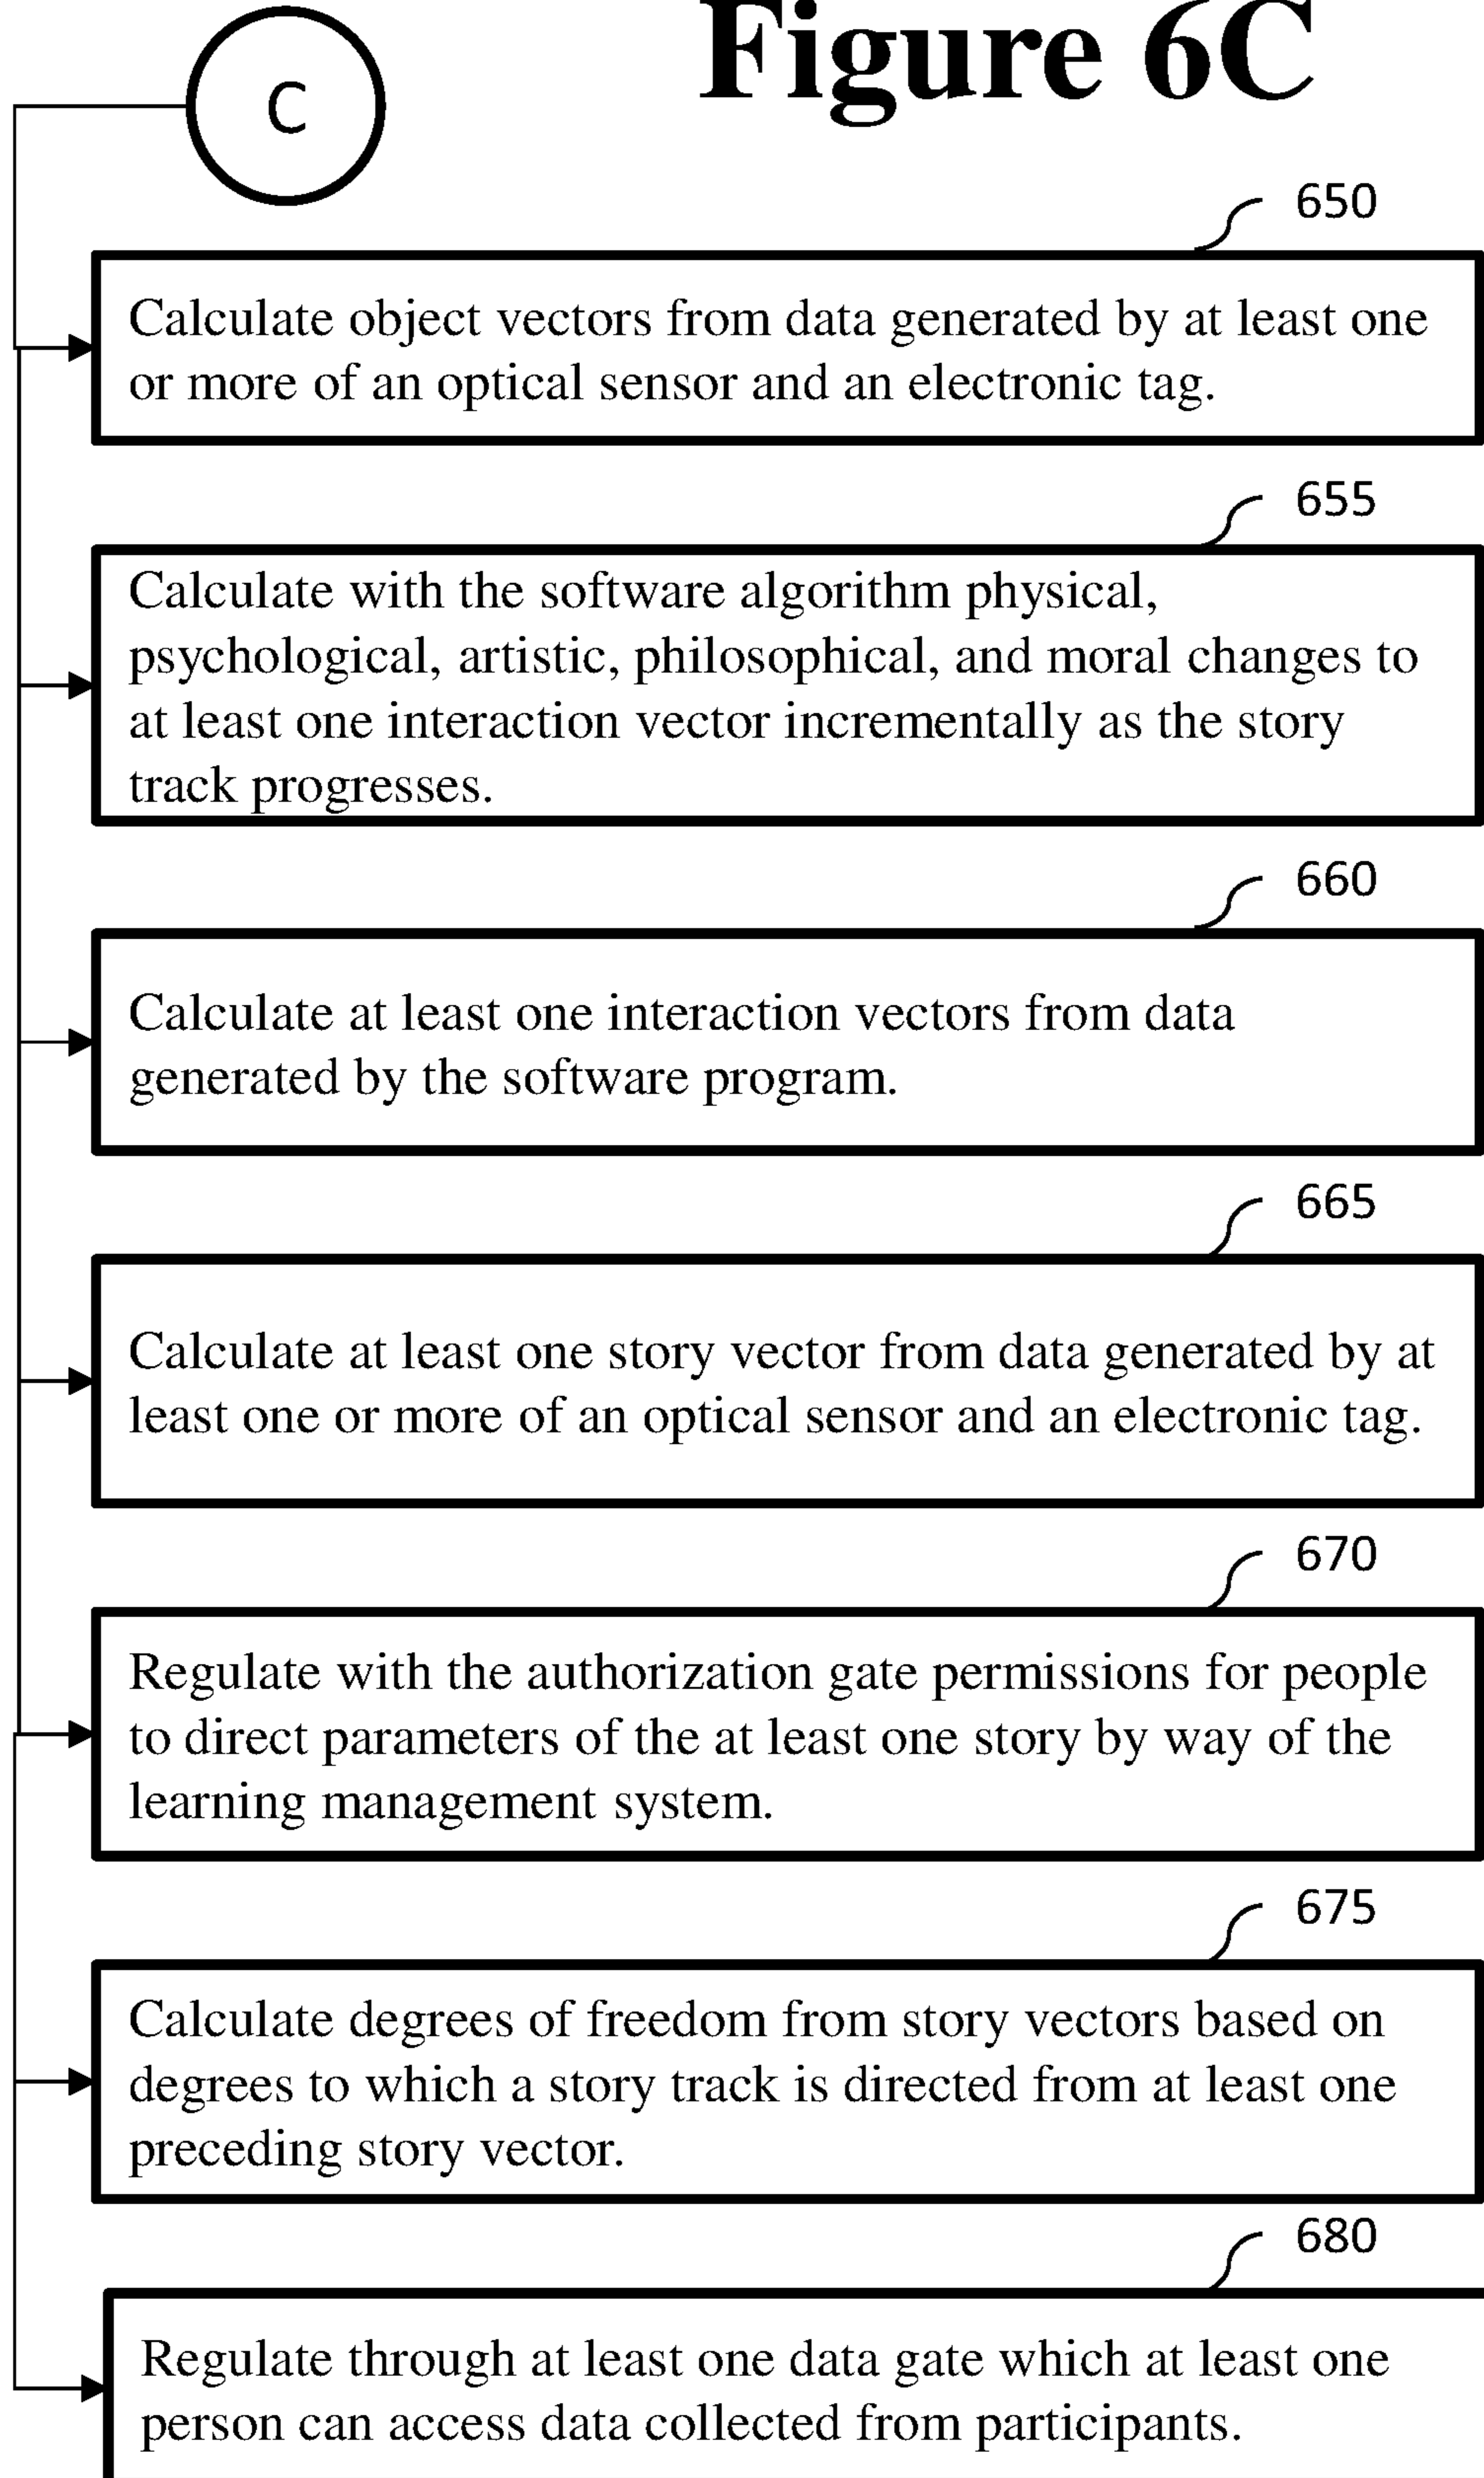 Figure 6C
C
650
Calculate object vectors from data generated by at least one
or more of an optical sensor and an electronic tag.
655
Calculate with the software algorithm physical,
psychological, artistic, philosophical, and moral changes to
at least one interaction vector incrementally as the story
track progresses.
660
Calculate at least one interaction vectors from data
generated by the software program.
665
Calculate at least one story vector from data generated by at
least one or more of an optical sensor and an electronic tag.
670
Regulate with the authorization gate permissions for people
to direct parameters of the at least one story by way of the
learning management system.
675
Calculate degrees of freedom from story vectors based on
degrees to which a story track is directed from at least one
preceding story vector.
680
Regulate through at least one data gate which at least one
person can access data collected from participants.